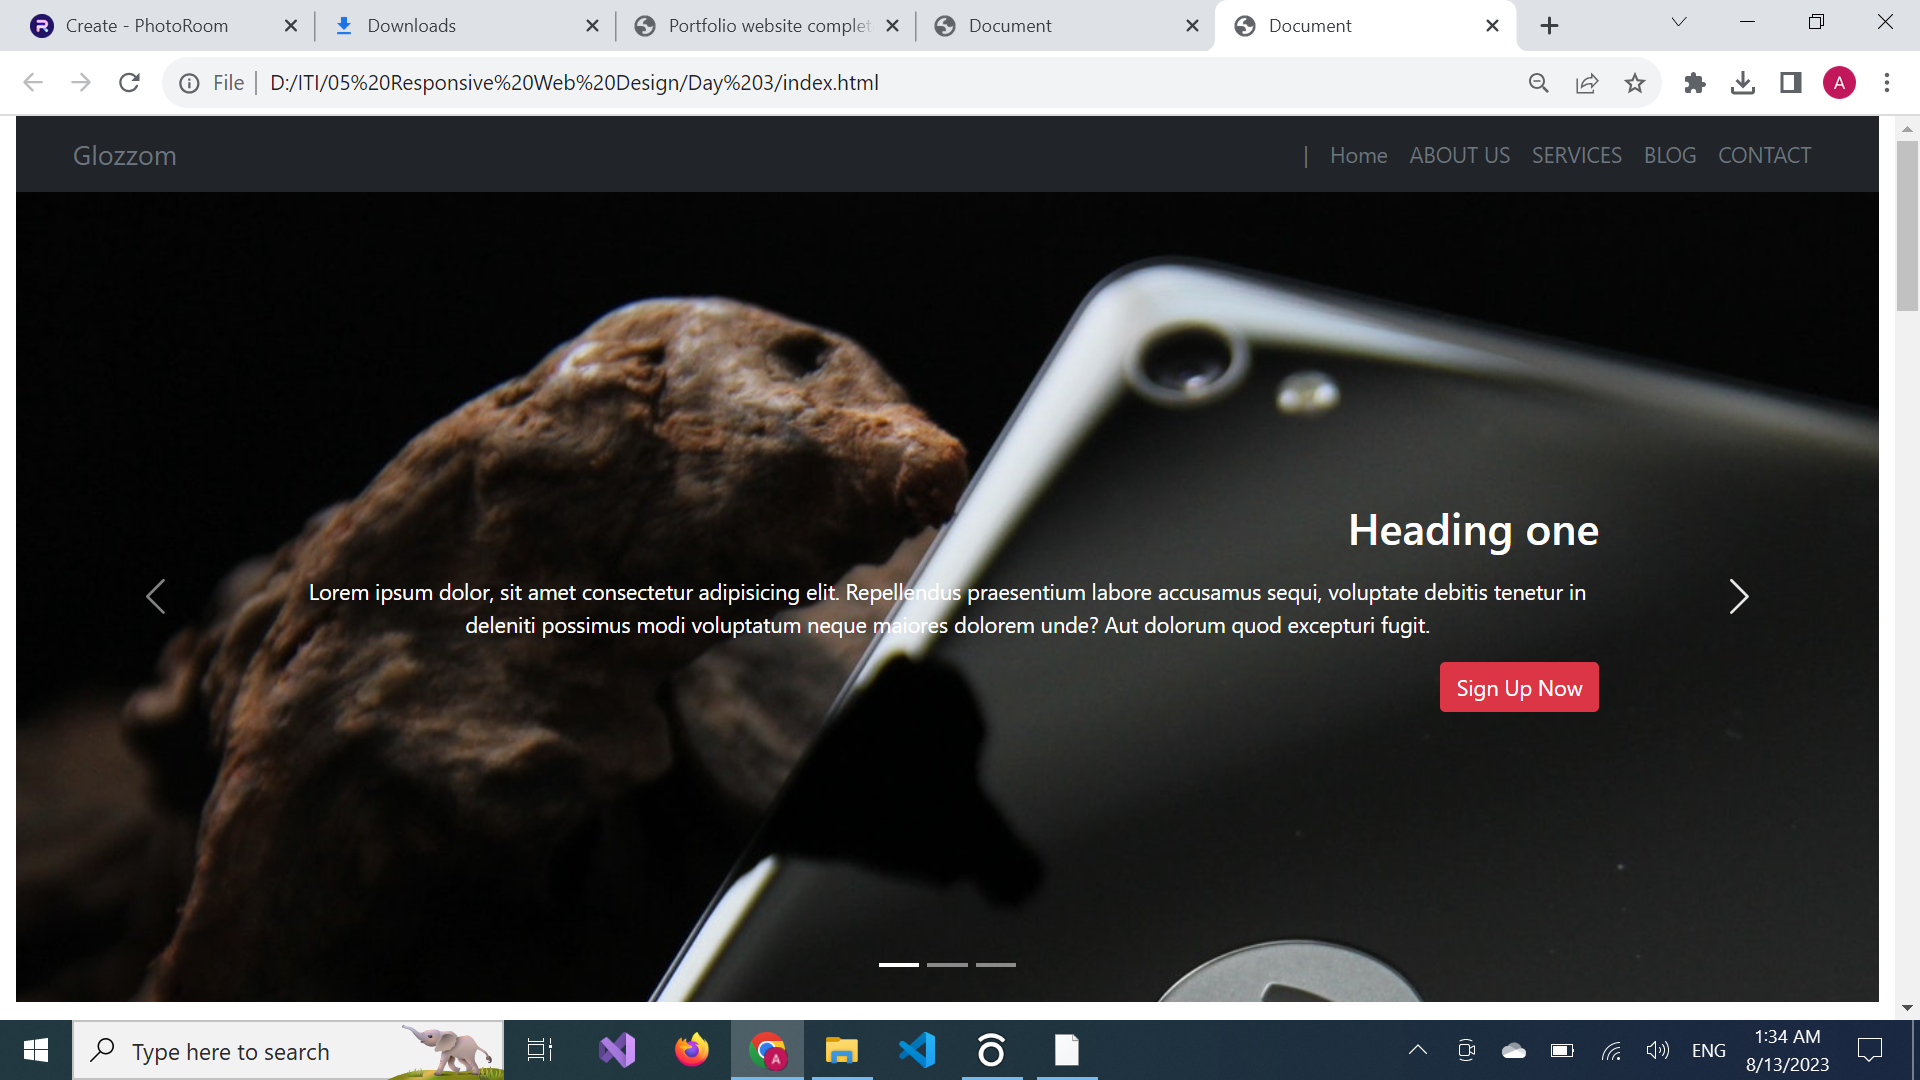 Create - PhotoRoom
Downloads
Portfolio website complet
Document
Document
File
D:/ITI/05%20Responsive%20Web%20Design/Day%203/index.html
A
Glozzom
| Home ABOUT US SERVICES BLOG CONTACT
Heading one
Lorem ipsum dolor, sit amet consectetur adipisicing elit. Repellendus praesentium labore accusamus sequi, voluptate debitis tenetur in
deleniti possimus modi voluptatum neque maiores dolorem unde? Aut dolorum quod excepturi fugit.
Sign Up Now
Type here to search
A
ENG
1:34 AM
8/13/2023